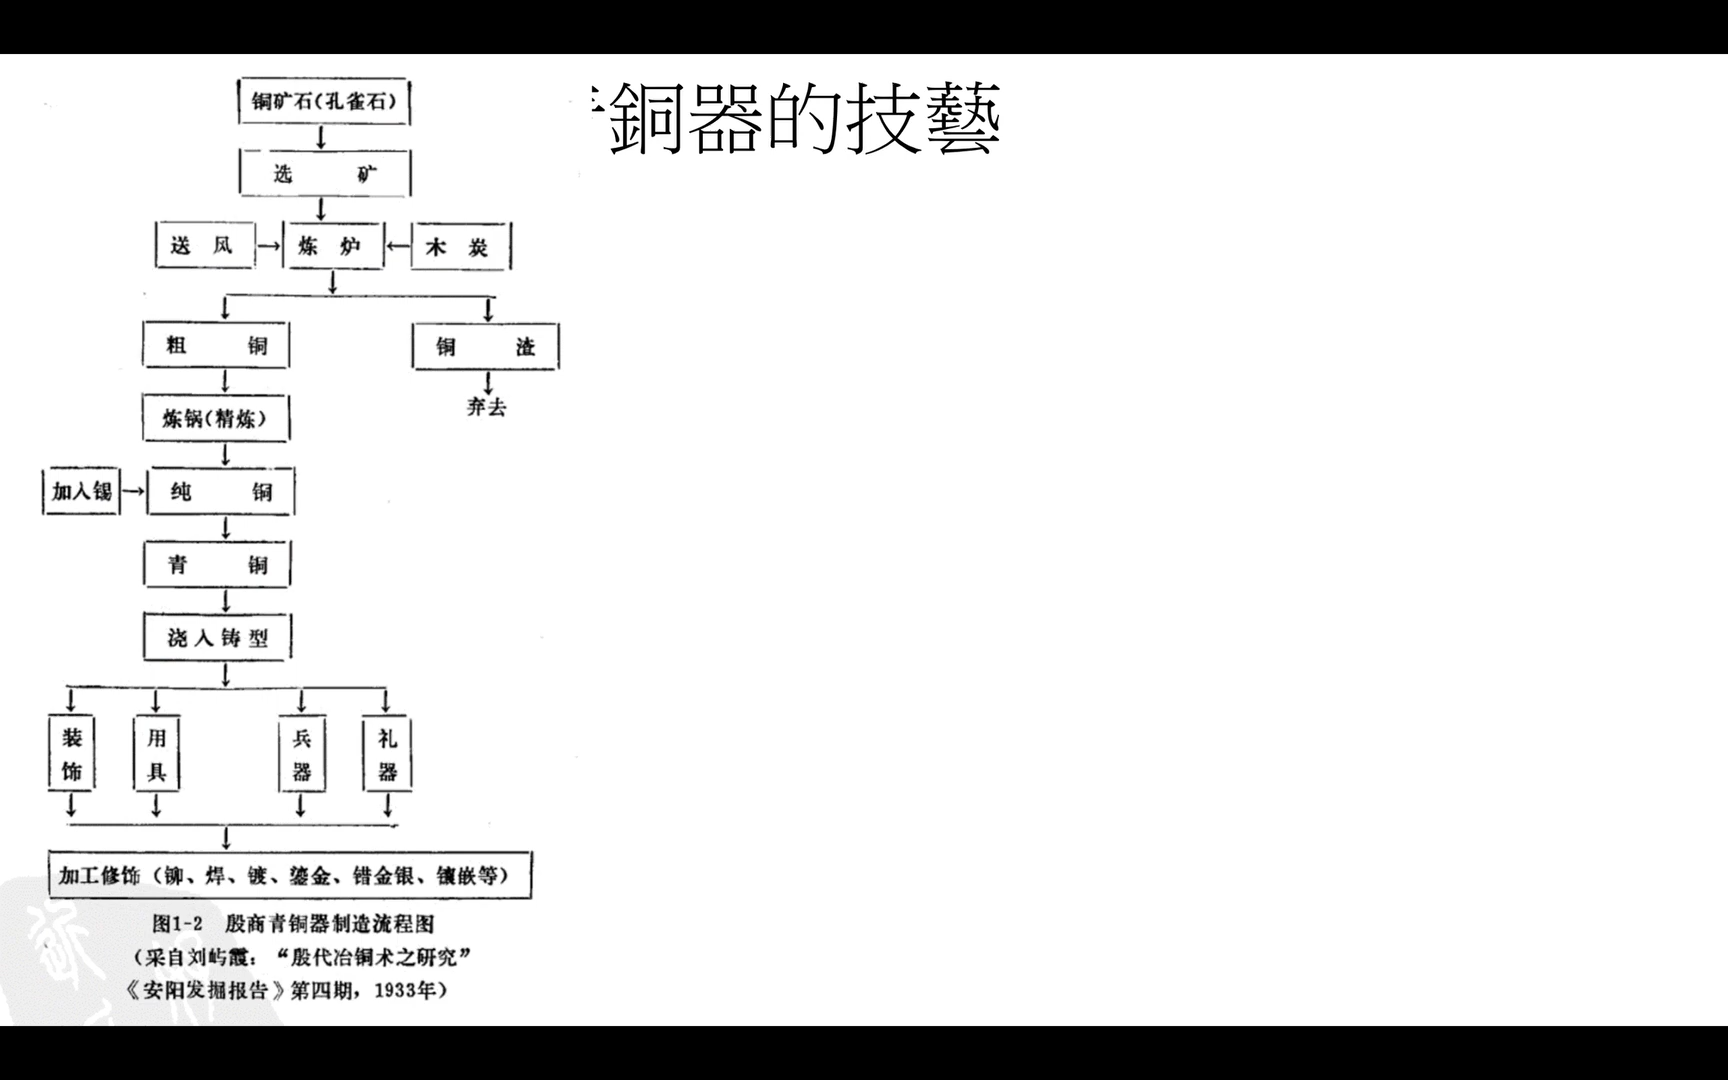 銅器的技藝
铜矿石(孔雀石)
选 矿
送 风
炼 炉
木 炭
粗 铜
铜 渣
炼锅(精炼)
弃去
加入锡
纯 铜
青 铜
浇入铸型
装饰
用具
兵器
礼器
加工修饰(铆、焊、镀、鎏金、错金银、镶嵌等)
图1-2 殷商青铜器制造流程图
(采自刘屿霞:“殷代冶铜术之研究”
《安阳发掘报告》第四期,1933年)